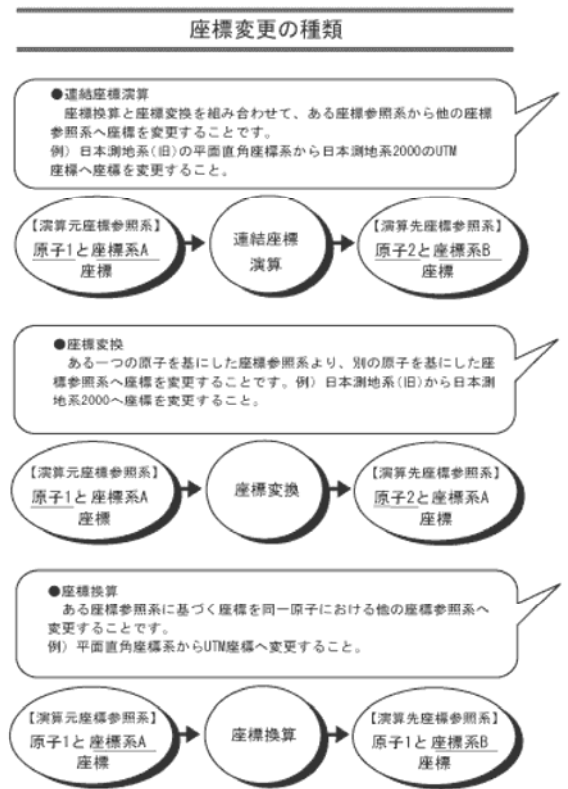 座標変更の種類
●連結座標演算
座標換算と座標変換を組み合わせて、ある座標参照系から他の座標
参照系へ座標を変更することです。
例）日本測地系(旧)の平面直角座標系から日本測地系2000のUTM
座標へ座標を変更すること。
【演算元座標参照系】
原子1と座標系A
座標
連結座標
演算
【演算先座標参照系】
原子2と座標系B
座標
●座標変換
ある一つの原子を基にした座標参照系より、別の原子を基にした座
標参照系へ座標を変更することです。例）日本測地系(旧)から日本測
地系2000へ座標を変更すること。
【演算元座標参照系】
原子1と座標系A
座標
座標変換
【演算先座標参照系】
原子2と座標系A
座標
●座標換算
ある座標参照系に基づく座標を同一原子における他の座標参照系へ
変更することです。
例）平面直角座標系からUTM座標へ変更すること。
【演算元座標参照系】
原子1と座標系A
座標
座標換算
【演算先座標参照系】
原子1と座標系B
座標